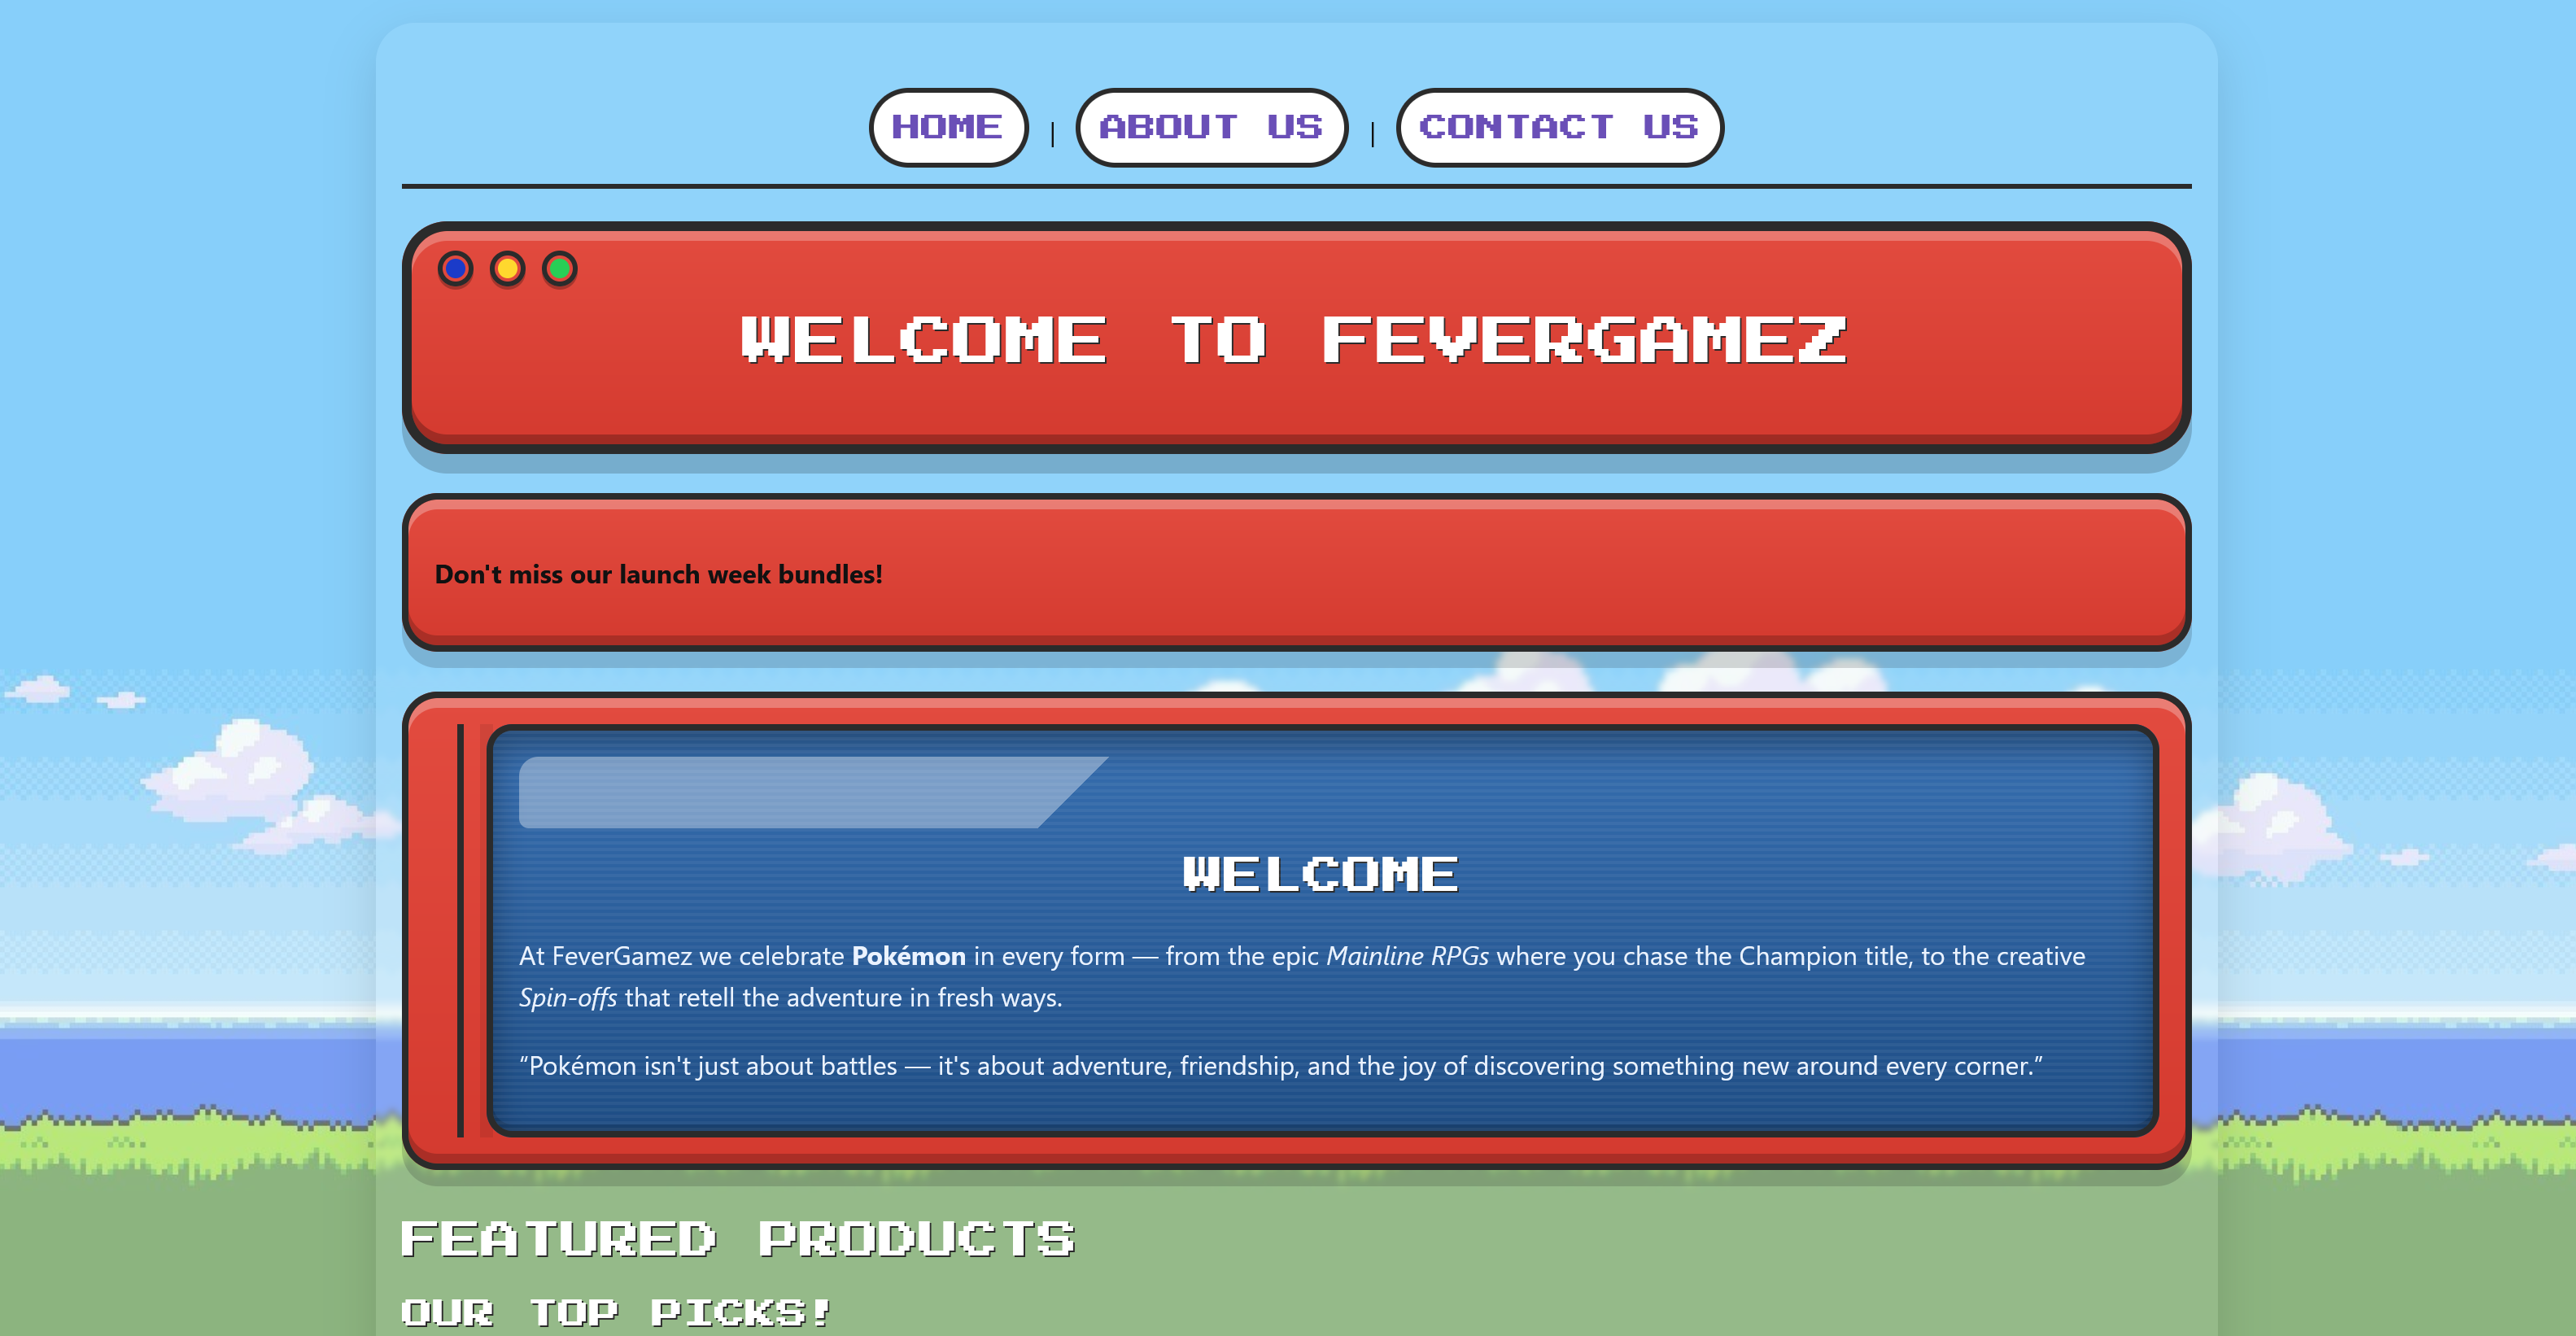 HOME | ABOUT US | CONTACT US
WELCOME TO FEVERGAMEZ
Don't miss our launch week bundles!
WELCOME
At FeverGamez we celebrate Pokémon in every form — from the epic Mainline RPGs where you chase the Champion title, to the creative
Spin-offs that retell the adventure in fresh ways.
“Pokémon isn't just about battles — it's about adventure, friendship, and the joy of discovering something new around every corner.”
FEATURED PRODUCTS
OUR TOP PICKS!